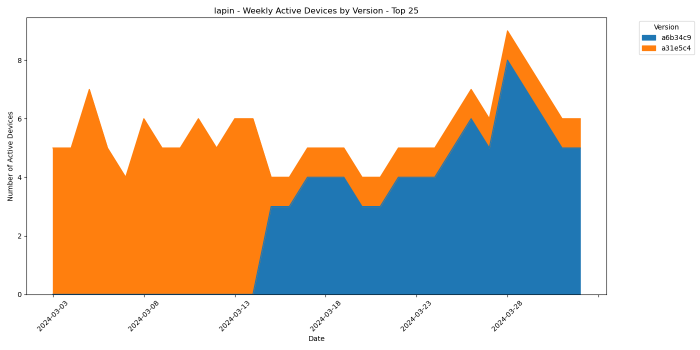 lapin - Weekly Active Devices by Version - Top 25
Version
a6b34c9
a31e5c4
Number of Active Devices
8
6
4
2
0
2024-03-03
2024-03-08
2024-03-13
2024-03-18
2024-03-23
2024-03-28
Date